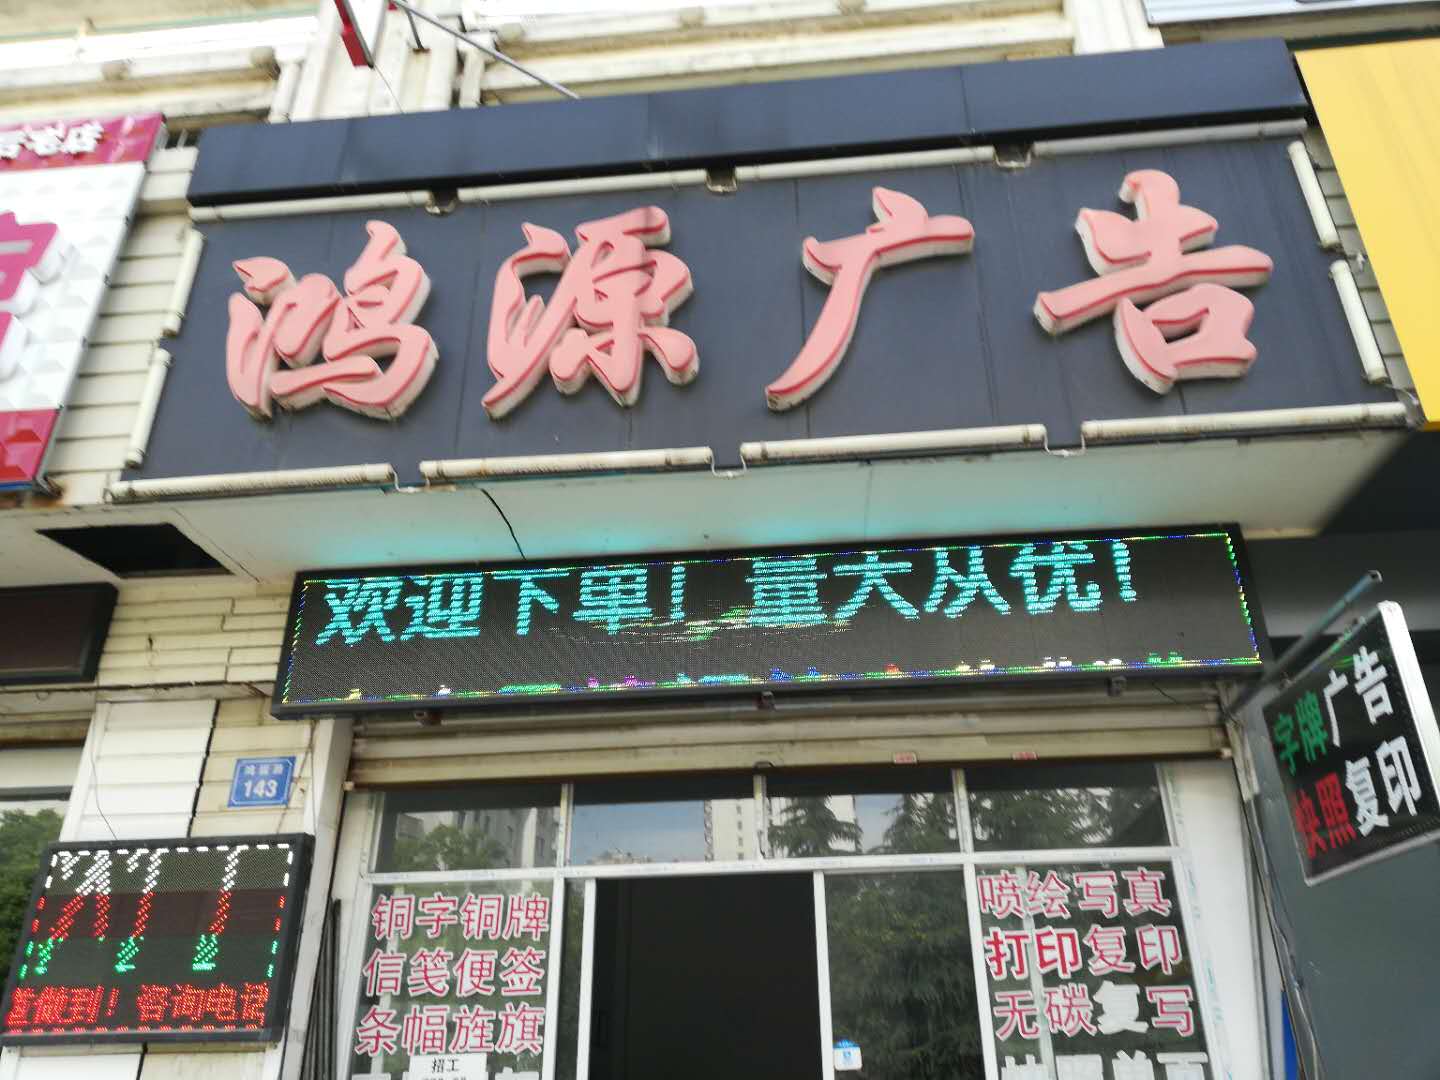 鸿源广告
欢迎下单！量大从优！
143
字牌广告
快照复印
做到！咨询电话
铜字铜牌
信笺便签
条幅旌旗
招工
喷绘写真
打印复印
无碳复写